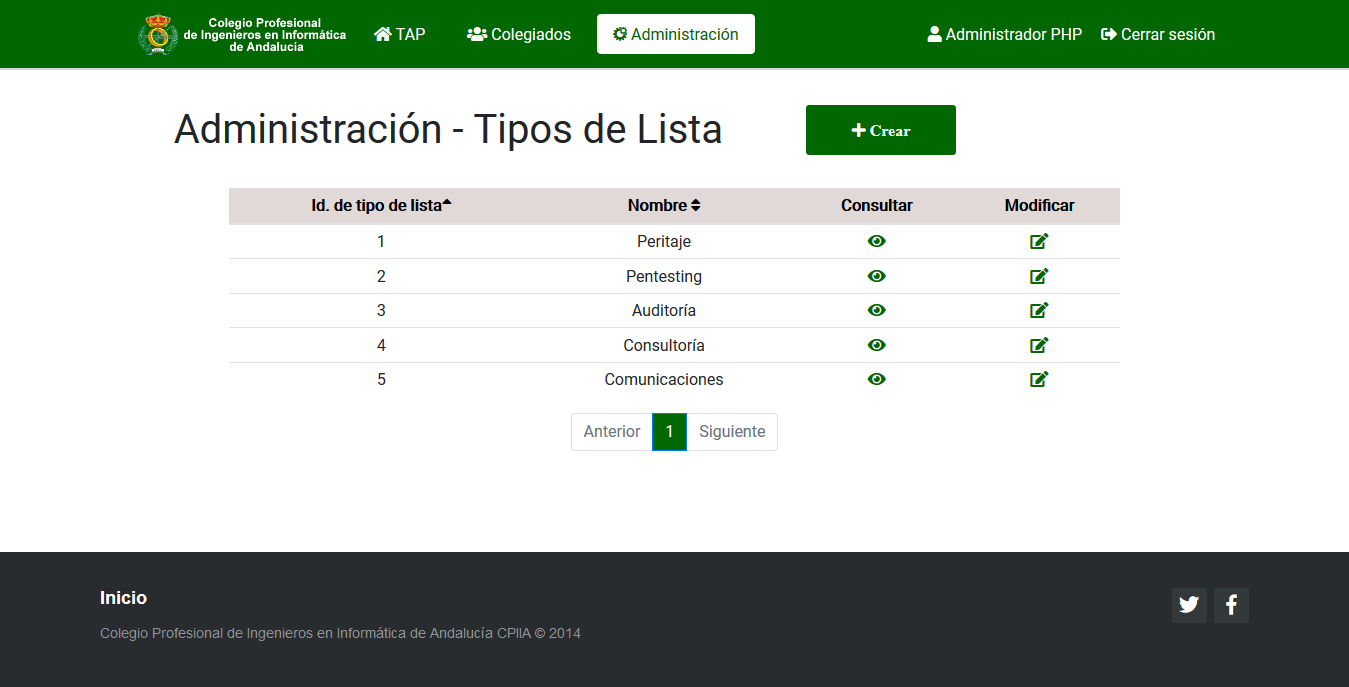 Colegio Profesional
de Ingenieros en Informática
de Andalucía
TAP
Colegiados
Administración
Administrador PHP
Cerrar sesión
Administración - Tipos de Lista
Crear
Id. de tipo de lista Nombre Consultar Modificar
1 Peritaje
2 Pentesting
3 Auditoría
4 Consultoría
5 Comunicaciones
Anterior 1 Siguiente
Inicio
Colegio Profesional de Ingenieros en Informática de Andalucía CPIIA © 2014